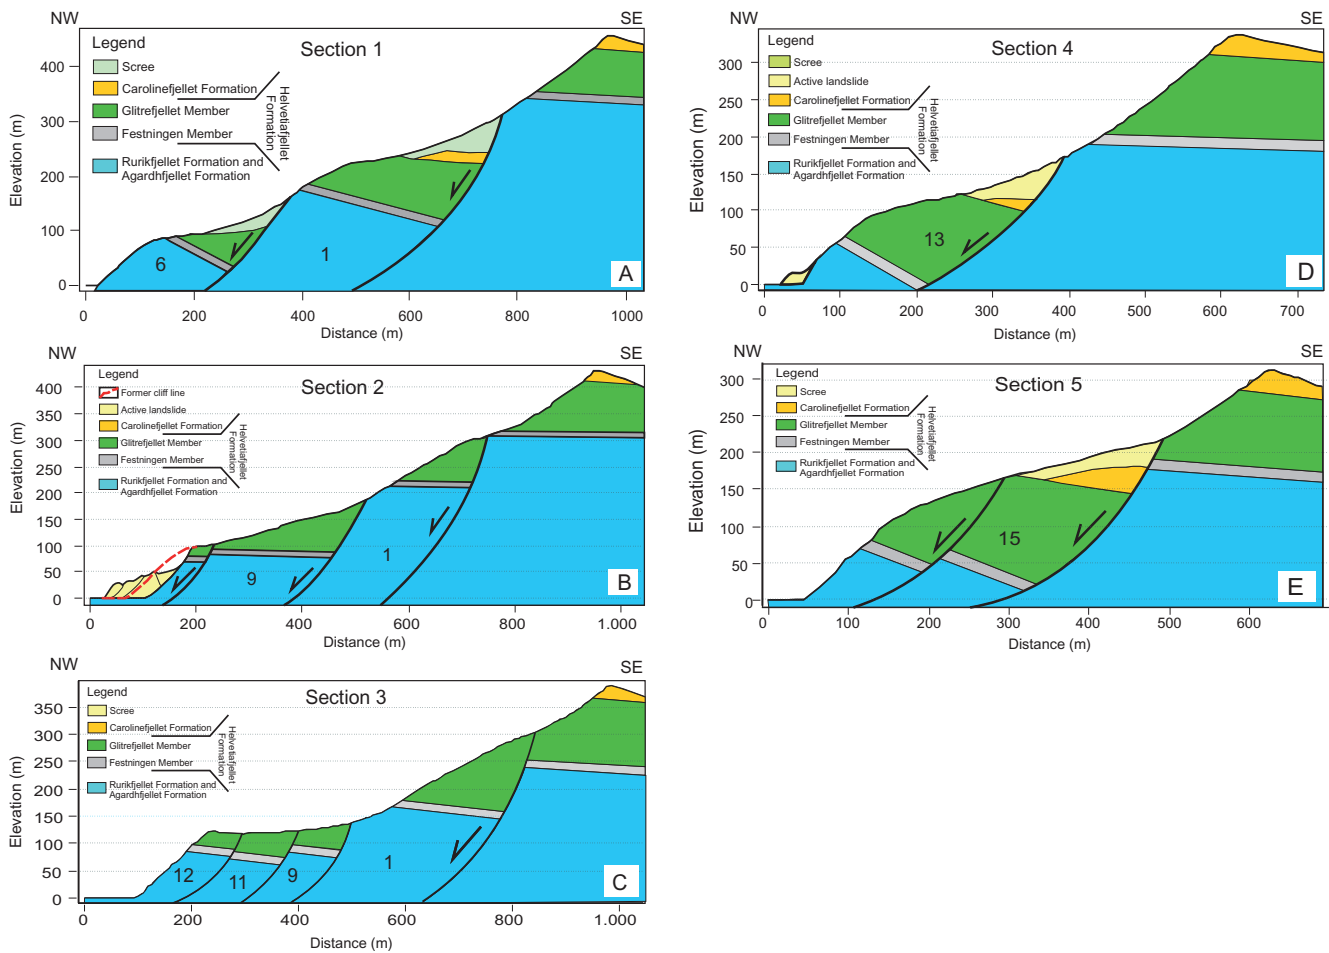 NW
SE
Section 1
Legend
Scree
Carolinefjellet Formation
Glitrefjellet Member
Festningen Member
Helvetiafjellet
Formation
Rurikfjellet Formation and
Agardhfjellet Formation
Elevation (m)
400
300
200
100
0
6
1
A
0
200
400
600
800
1000
Distance (m)
NW
SE
Section 2
Legend
Former cliff line
Active landslide
Carolinefjellet Formation
Glitrefjellet Member
Festningen Member
Helvetiafjellet
Formation
Rurikfjellet Formation and
Agardhfjellet Formation
Elevation (m)
400
350
300
250
200
150
100
50
0
9
1
B
0
200
400
600
800
1.000
Distance (m)
NW
SE
Section 3
Legend
Scree
Carolinefjellet Formation
Glitrefjellet Member
Festningen Member
Helvetiafjellet
Formation
Rurikfjellet Formation and
Agardhfjellet Formation
Elevation (m)
350
300
250
200
150
100
50
0
12
11
9
1
C
0
200
400
600
800
1.000
Distance (m)
NW
SE
Section 4
Legend
Scree
Active landslide
Carolinefjellet Formation
Glitrefjellet Member
Festningen Member
Helvetiafjellet
Formation
Rurikfjellet Formation and
Agardhfjellet Formation
Elevation (m)
300
250
200
150
100
50
0
13
D
0
100
200
300
400
500
600
700
Distance (m)
NW
SE
Section 5
Legend
Scree
Carolinefjellet Formation
Glitrefjellet Member
Festningen Member
Helvetiafjellet
Formation
Rurikfjellet Formation and
Agardhfjellet Formation
Elevation (m)
300
250
200
150
100
50
0
15
E
0
100
200
300
400
500
600
Distance (m)